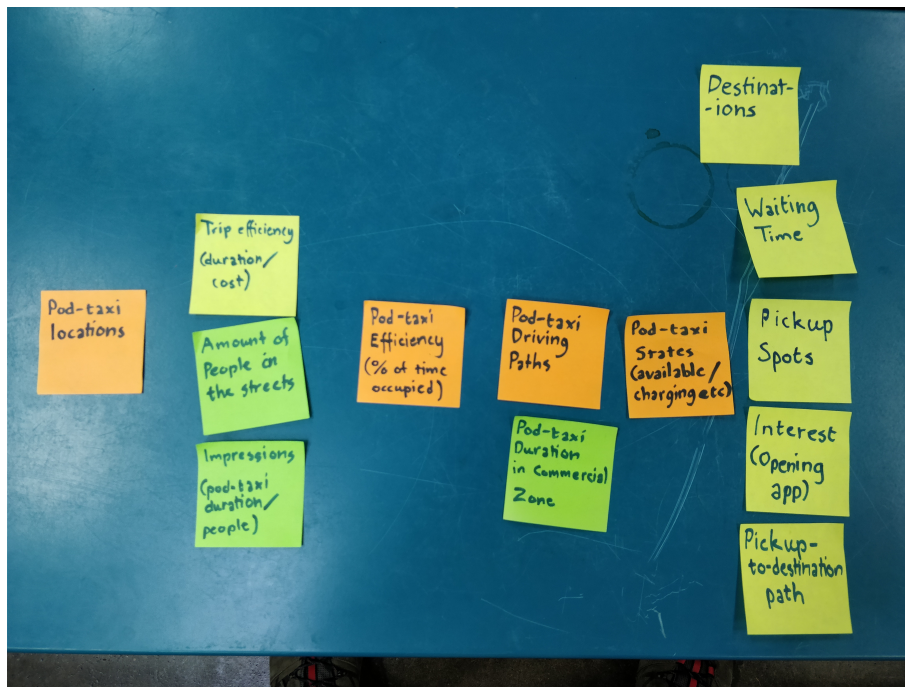 Pod-taxi
locations
Trip efficiency
(duration/
cost)
Amount of
People in
the streets
Impressions
(pod-taxi
duration/
people)
Pod-taxi
Efficiency
(% of time
occupied)
Pod-taxi
Driving
Paths
Pod-taxi
Duration
in Commercial
Zone
Pod-taxi
States
(available/
charging etc)
Destinat-
-ions
Waiting
Time
Pickup
Spots
Interest
(Opening
app)
Pickup-
to-destination
path